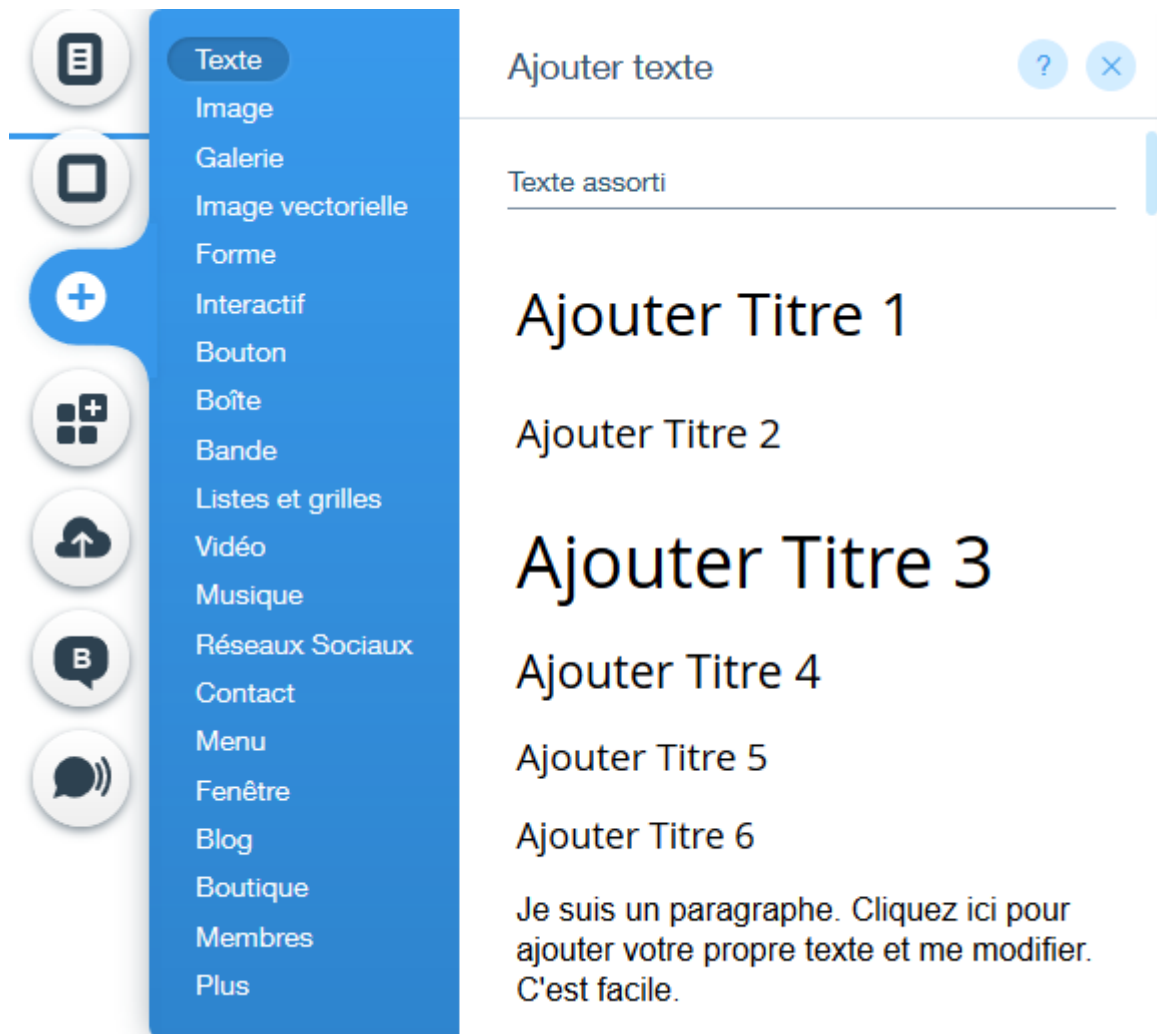 Texte
Image
Galerie
Image vectorielle
Forme
Interactif
Bouton
Boîte
Bande
Listes et grilles
Vidéo
Musique
Réseaux Sociaux
Contact
Menu
Fenêtre
Blog
Boutique
Membres
Plus
B
Ajouter texte
?
Texte assorti
Ajouter Titre 1
Ajouter Titre 2
Ajouter Titre 3
Ajouter Titre 4
Ajouter Titre 5
Ajouter Titre 6
Je suis un paragraphe. Cliquez ici pour
ajouter votre propre texte et me modifier.
C'est facile.